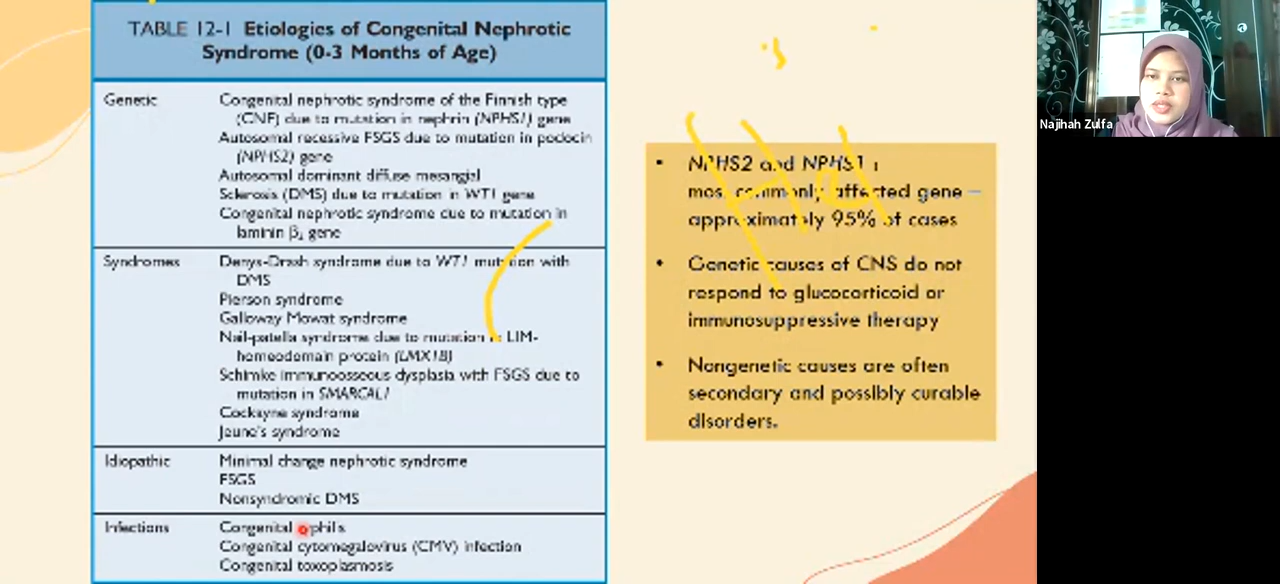 TABLE 12-1 Etiologies of Congenital Nephrotic
Syndrome (0-3 Months of Age)
Genetic
Congenital nephrotic syndrome of the Finnish type
(CNF) due to mutation in nephrin (NPHS1) gene
Autosomal recessive FSGS due to mutation in podocin
(NPHS2) gene
Autosomal dominant diffuse mesangial
Sclerosis (DMS) due to mutation in WT1 gene
Congenital nephrotic syndrome due to mutation in
laminin β₂ gene
Syndromes
Denys-Drash syndrome due to WT1 mutation with
DMS
Pierson syndrome
Galloway Mowat syndrome
Nail-patella syndrome due to mutation in LIM-
homeodomain protein (LMX1B)
Schimke immunoosseous dysplasia with FSGS due to
mutation in SMARCAL1
Cockayne syndrome
Jeune's syndrome
Idiopathic
Minimal change nephrotic syndrome
FSGS
Nonsyndromic DMS
Infections
Congenital syphilis
Congenital cytomegalovirus (CMV) infection
Congenital toxoplasmosis
• NPHS2 and NPHS1 :
most commonly affected gene –
approximately 95% of cases
• Genetic causes of CNS do not
respond to glucocorticoid or
immunosuppressive therapy
• Nongenetic causes are often
secondary and possibly curable
disorders.
Najihah Zulfa